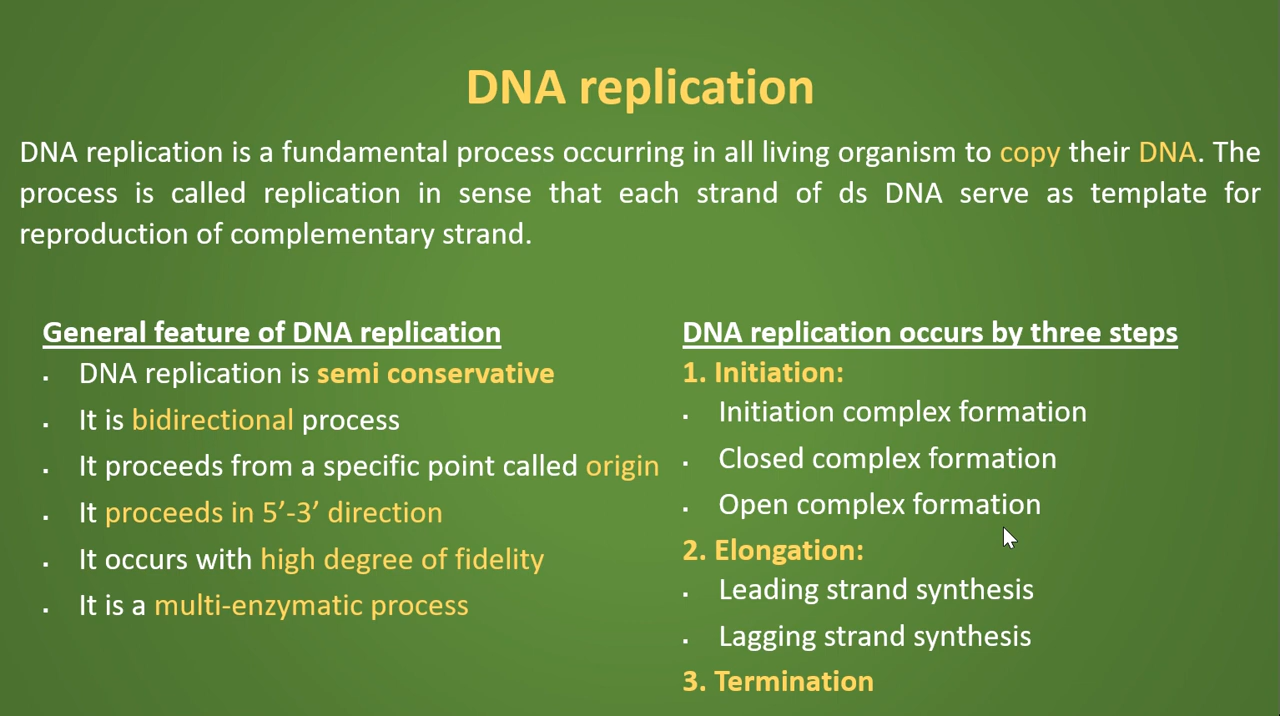 DNA replication
DNA replication is a fundamental process occurring in all living organism to copy their DNA. The
process is called replication in sense that each strand of ds DNA serve as template for
reproduction of complementary strand.
General feature of DNA replication
▪ DNA replication is semi conservative
▪ It is bidirectional process
▪ It proceeds from a specific point called origin
▪ It proceeds in 5’-3’ direction
▪ It occurs with high degree of fidelity
▪ It is a multi-enzymatic process
DNA replication occurs by three steps
1. Initiation:
▪ Initiation complex formation
▪ Closed complex formation
▪ Open complex formation
2. Elongation:
▪ Leading strand synthesis
▪ Lagging strand synthesis
3. Termination